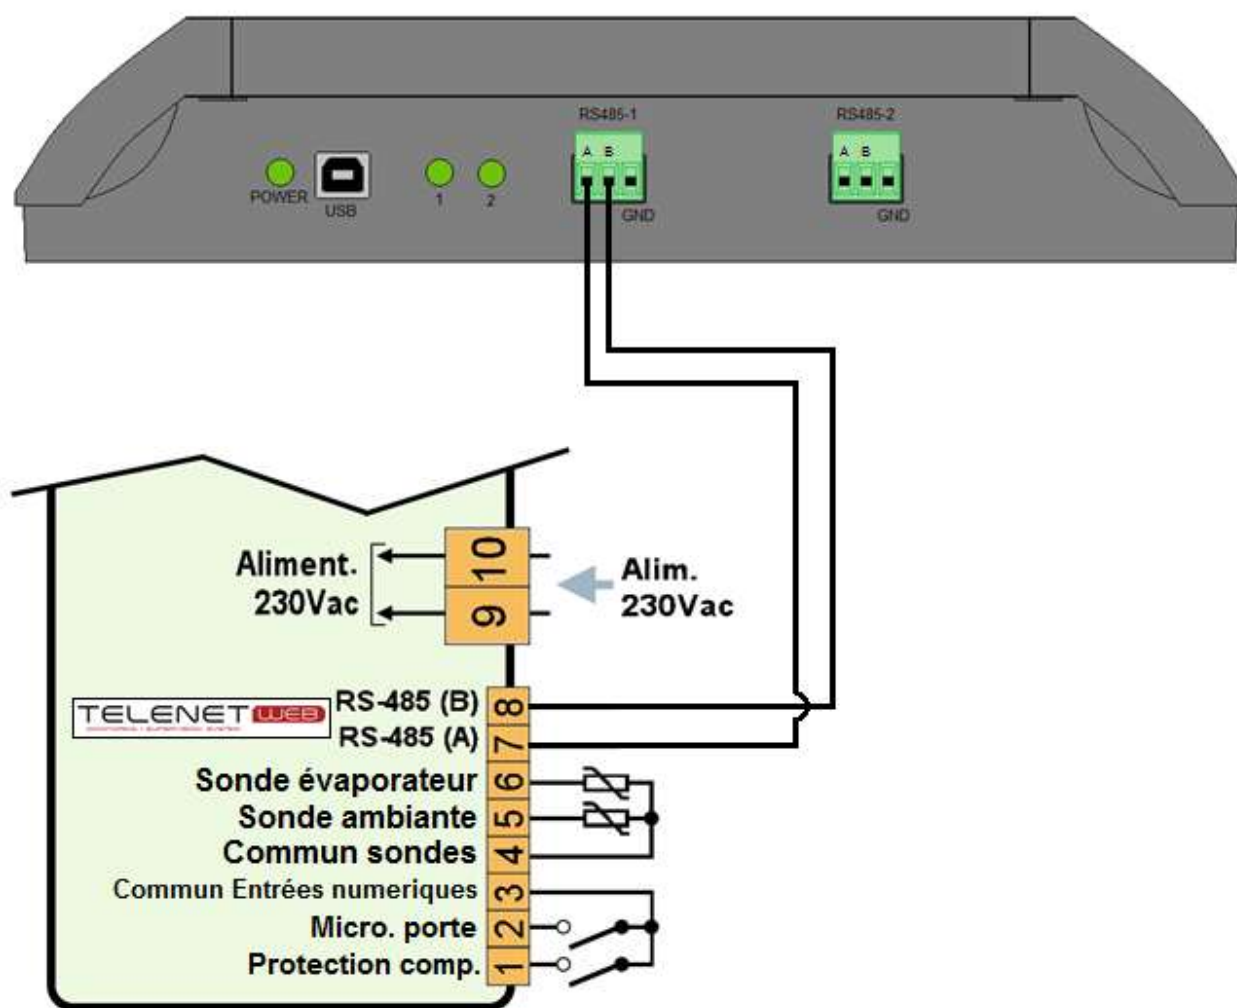 RS485-1
RS485-2
A B
A B
POWER
USB
1
2
GND
GND
Aliment.
230Vac
10
9
Alim.
230Vac
TELENET WEB
RS-485 (B) 8
RS-485 (A) 7
Sonde évaporateur 6
Sonde ambiante 5
Commun sondes 4
Commun Entrées numeriques 3
Micro. porte 2
Protection comp. 1